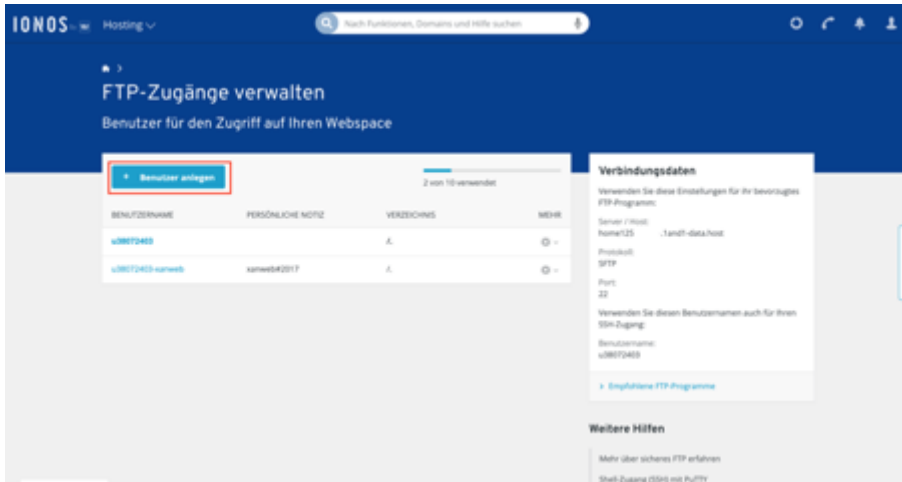 IONOS
Hosting
Nach Funktionen, Domains und Hilfe suchen
FTP-Zugänge verwalten
Benutzer für den Zugriff auf Ihren Webspace
+ Benutzer anlegen
2 von 10 verwendet
BENUTZERNAME PERSÖNLICHE NOTIZ VERZEICHNIS MEHR
u38072403 /.
u38072403-xanweb xanweb#2017 /.
Verbindungsdaten
Verwenden Sie diese Einstellungen für Ihr bevorzugtes
FTP-Programm:
Server / Host:
home125 .1and1-data.host
Protokoll:
SFTP
Port:
22
Verwenden Sie diesen Benutzernamen auch für Ihren
SSH-Zugang:
Benutzername:
u38072403
Empfohlene FTP-Programme
Weitere Hilfen
Mehr über sicheres FTP erfahren
Shell-Zugang (SSH) mit PuTTY